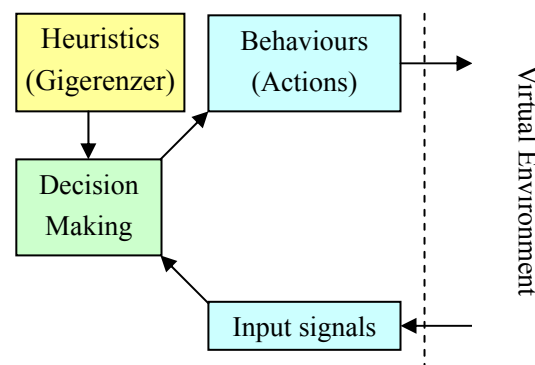 Heuristics
(Gigerenzer)
Behaviours
(Actions)
Decision
Making
Input signals
Virtual Environment